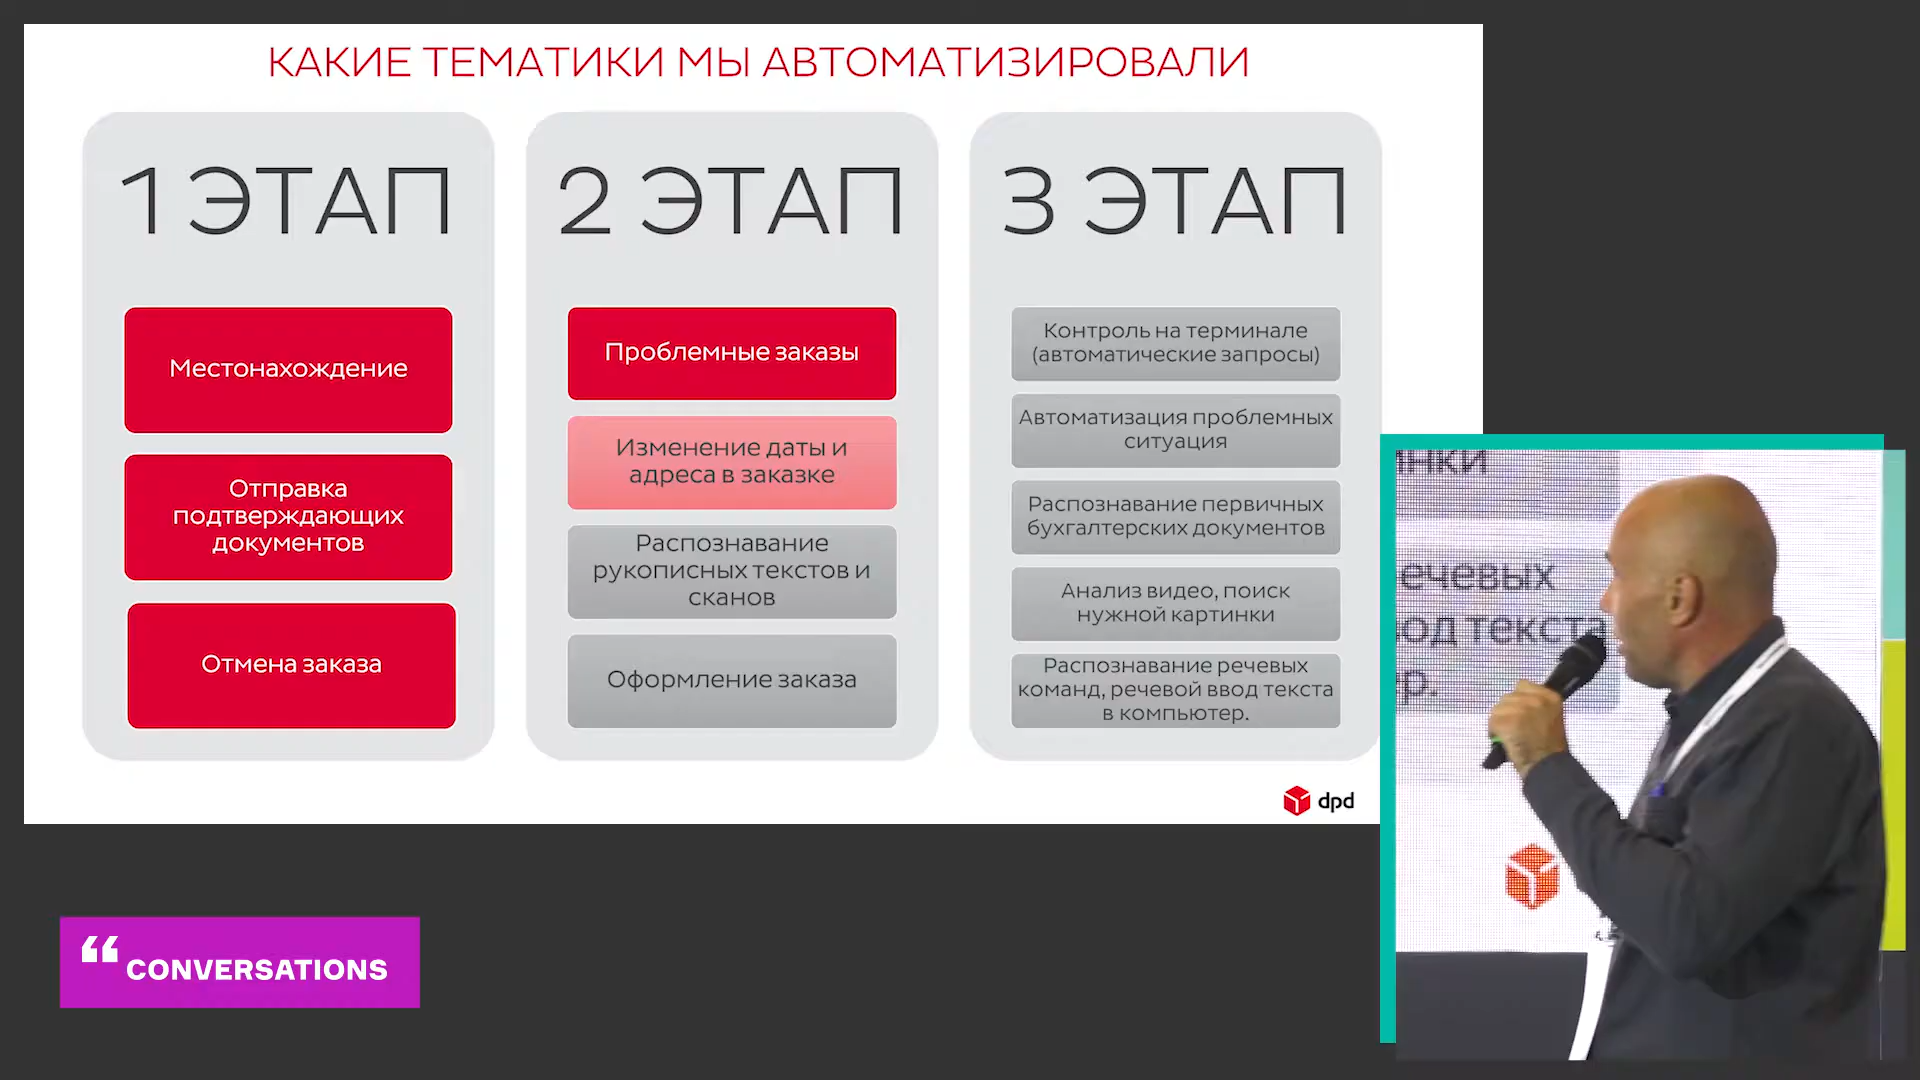 КАКИЕ ТЕМАТИКИ МЫ АВТОМАТИЗИРОВАЛИ
1 ЭТАП
Местонахождение
Отправка
подтверждающих
документов
Отмена заказа
2 ЭТАП
Проблемные заказы
Изменение даты и
адреса в заказке
Распознавание
рукописных текстов и
сканов
Оформление заказа
3 ЭТАП
Контроль на терминале
(автоматические запросы)
Автоматизация проблемных
ситуация
Распознавание первичных
бухгалтерских документов
Анализ видео, поиск
нужной картинки
Распознавание речевых
команд, речевой ввод текста
в компьютер.
dpd
ечевых
од текста
р.
“ CONVERSATIONS